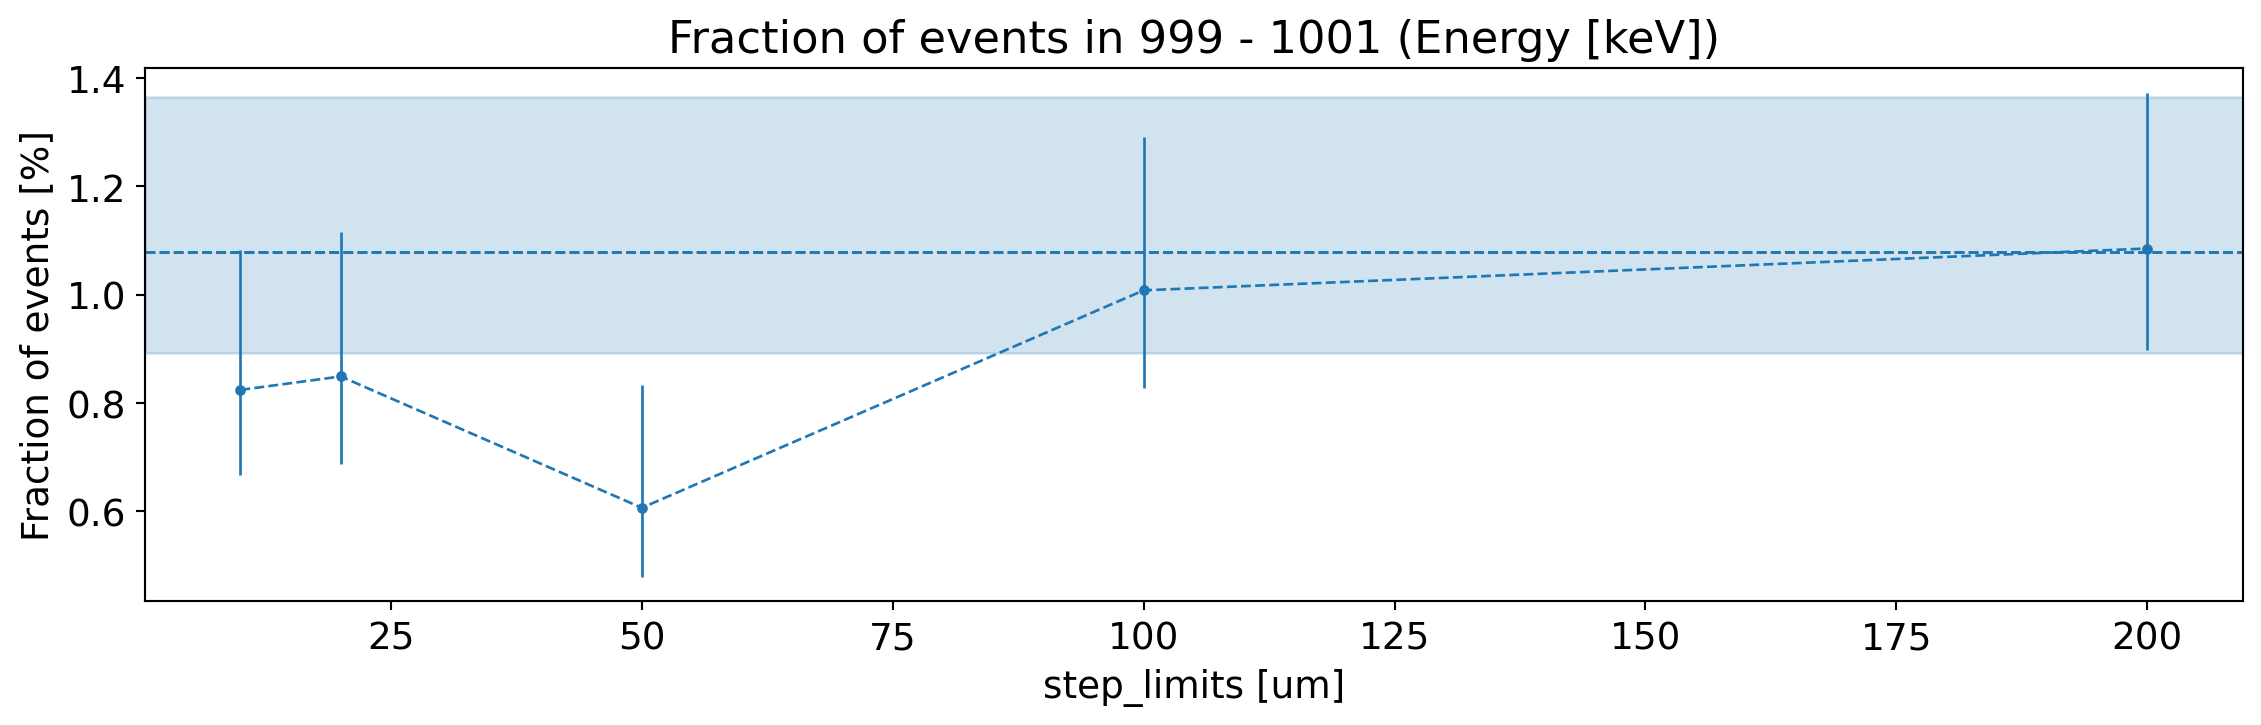 Fraction of events in 999 - 1001 (Energy [keV])
Fraction of events [%]
1.4
1.2
1.0
0.8
0.6
25 50 75 100 125 150 175 200
step_limits [um]